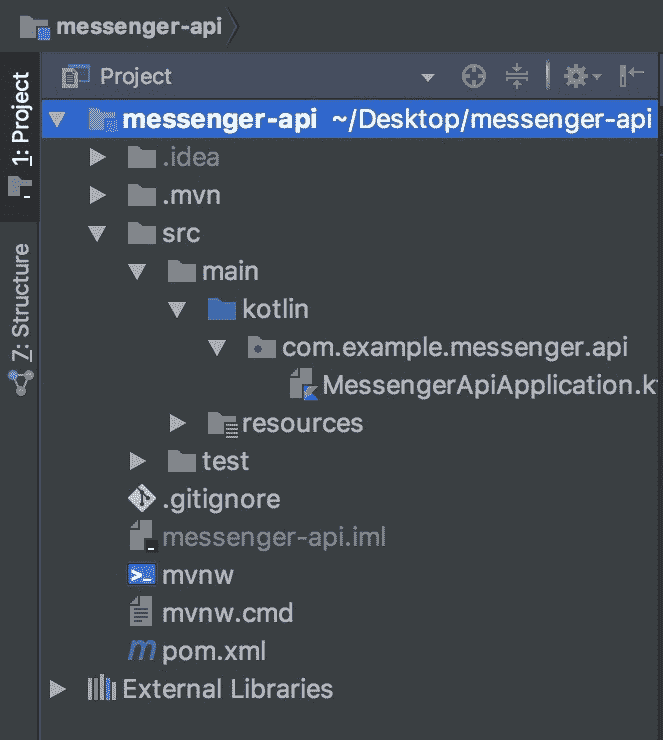 messenger-api
Project
messenger-api ~/Desktop/messenger-api
.idea
.mvn
src
main
kotlin
com.example.messenger.api
MessengerApiApplication.k
resources
test
.gitignore
messenger-api.iml
mvnw
mvnw.cmd
m pom.xml
External Libraries
1: Project
7: Structure